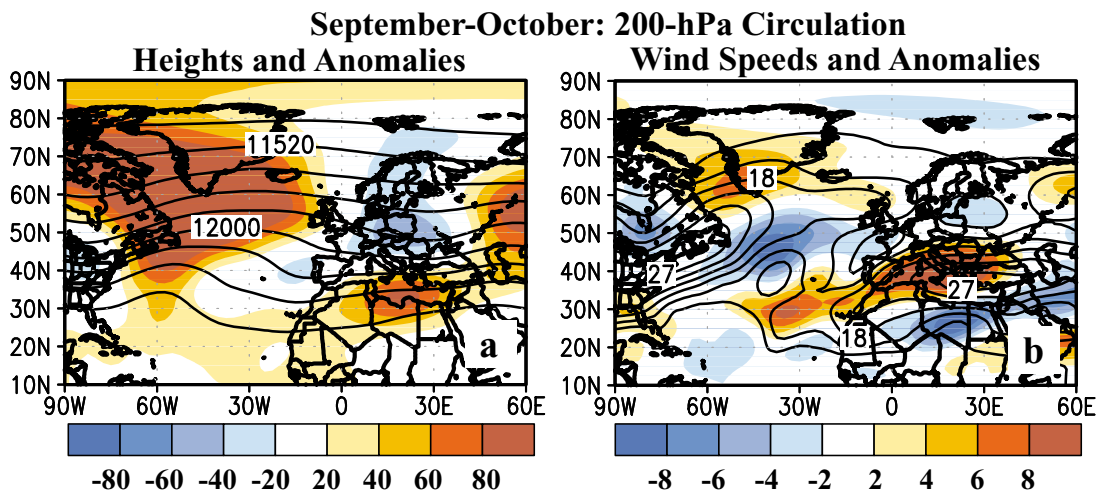 September-October: 200-hPa Circulation
Heights and Anomalies
Wind Speeds and Anomalies
90N
80N
70N
60N
50N
40N
30N
20N
10N
11520
12000
a
90W
60W
30W
0
30E
60E
-80
-60
-40
-20
20
40
60
80
90N
80N
70N
60N
50N
40N
30N
20N
10N
18
27
27
18
b
90W
60W
30W
0
30E
60E
-8
-6
-4
-2
2
4
6
8